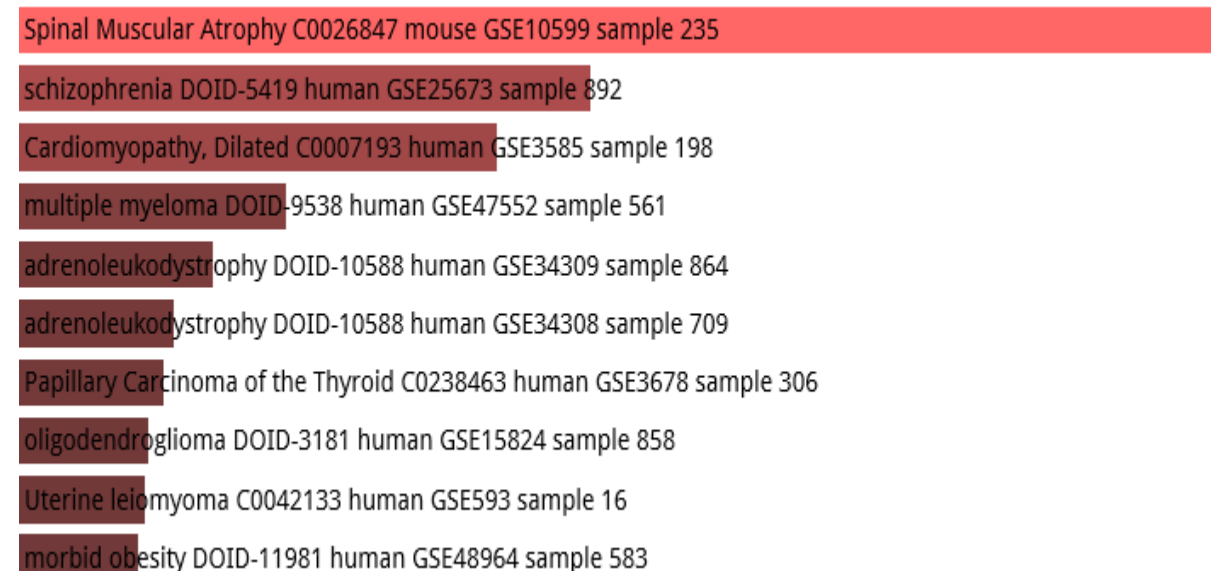 Spinal Muscular Atrophy C0026847 mouse GSE10599 sample 235
schizophrenia DOID-5419 human GSE25673 sample 892
Cardiomyopathy, Dilated C0007193 human GSE3585 sample 198
multiple myeloma DOID-9538 human GSE47552 sample 561
adrenoleukodystrophy DOID-10588 human GSE34309 sample 864
adrenoleukodystrophy DOID-10588 human GSE34308 sample 709
Papillary Carcinoma of the Thyroid C0238463 human GSE3678 sample 306
oligodendroglioma DOID-3181 human GSE15824 sample 858
Uterine leiomyoma C0042133 human GSE593 sample 16
morbid obesity DOID-11981 human GSE48964 sample 583